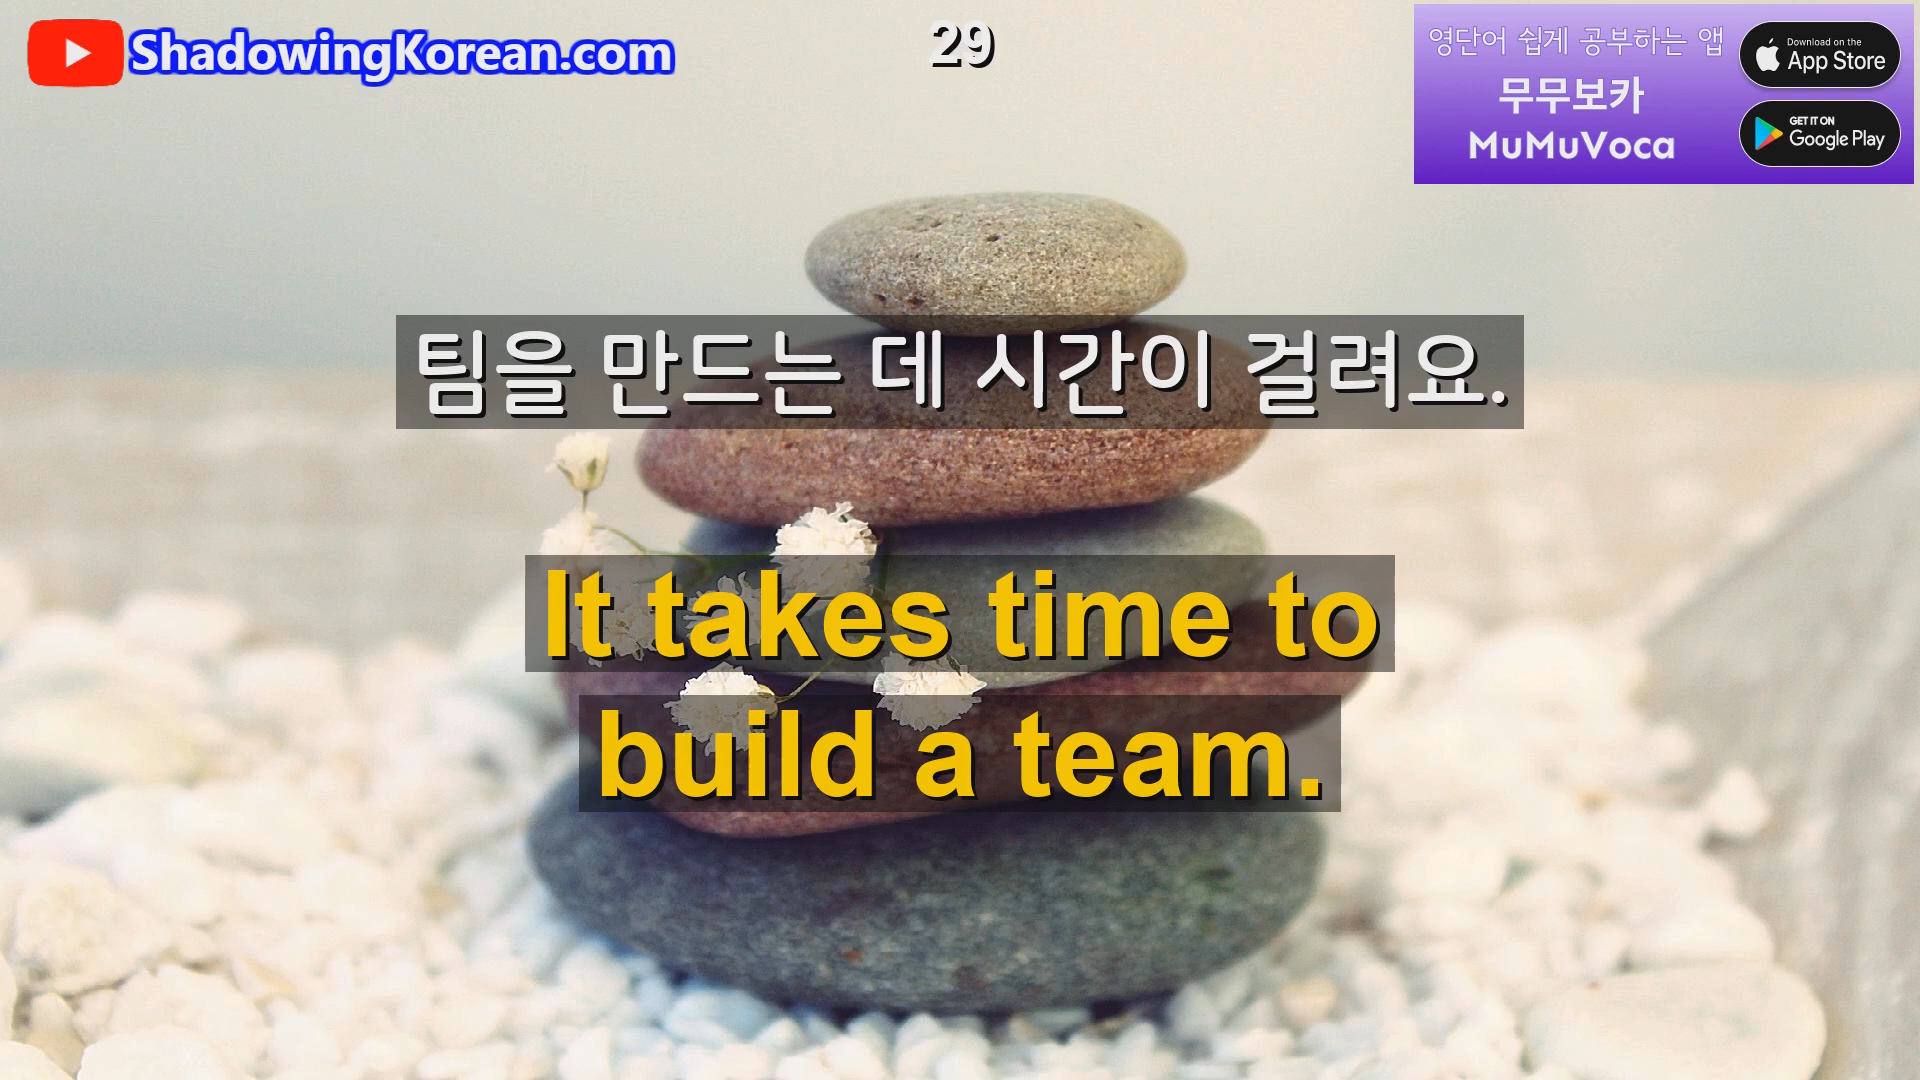 ShadowingKorean.com
29
영단어 쉽게 공부하는 앱
무무보카
MuMuVoca
Download on the
App Store
GET IT ON
Google Play
팀을 만드는 데 시간이 걸려요.
It takes time to
build a team.